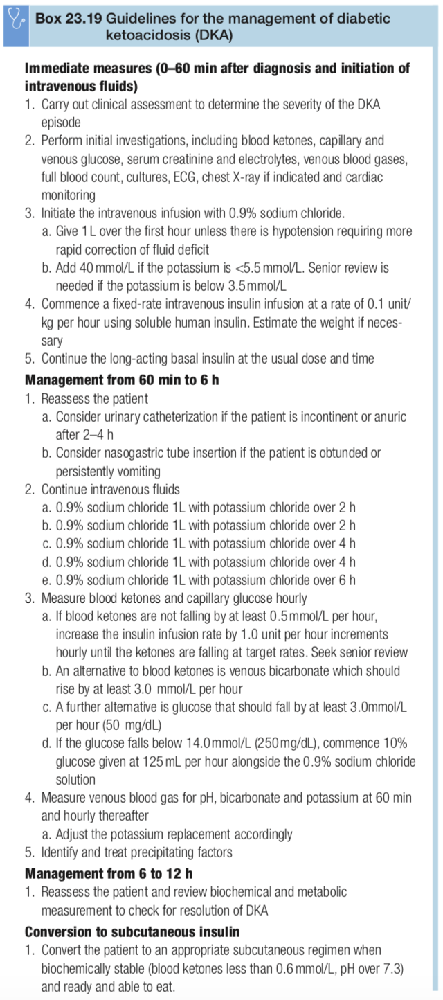 Box 23.19 Guidelines for the management of diabetic
ketoacidosis (DKA)
Immediate measures (0–60 min after diagnosis and initiation of
intravenous fluids)
1. Carry out clinical assessment to determine the severity of the DKA
episode
2. Perform initial investigations, including blood ketones, capillary and
venous glucose, serum creatinine and electrolytes, venous blood gases,
full blood count, cultures, ECG, chest X-ray if indicated and cardiac
monitoring
3. Initiate the intravenous infusion with 0.9% sodium chloride.
a. Give 1 L over the first hour unless there is hypotension requiring more
rapid correction of fluid deficit
b. Add 40 mmol/L if the potassium is <5.5 mmol/L. Senior review is
needed if the potassium is below 3.5 mmol/L
4. Commence a fixed-rate intravenous insulin infusion at a rate of 0.1 unit/
kg per hour using soluble human insulin. Estimate the weight if neces-
sary
5. Continue the long-acting basal insulin at the usual dose and time
Management from 60 min to 6 h
1. Reassess the patient
a. Consider urinary catheterization if the patient is incontinent or anuric
after 2–4 h
b. Consider nasogastric tube insertion if the patient is obtunded or
persistently vomiting
2. Continue intravenous fluids
a. 0.9% sodium chloride 1L with potassium chloride over 2 h
b. 0.9% sodium chloride 1L with potassium chloride over 2 h
c. 0.9% sodium chloride 1L with potassium chloride over 4 h
d. 0.9% sodium chloride 1L with potassium chloride over 4 h
e. 0.9% sodium chloride 1L with potassium chloride over 6 h
3. Measure blood ketones and capillary glucose hourly
a. If blood ketones are not falling by at least 0.5 mmol/L per hour,
increase the insulin infusion rate by 1.0 unit per hour increments
hourly until the ketones are falling at target rates. Seek senior review
b. An alternative to blood ketones is venous bicarbonate which should
rise by at least 3.0 mmol/L per hour
c. A further alternative is glucose that should fall by at least 3.0mmol/L
per hour (50 mg/dL)
d. If the glucose falls below 14.0 mmol/L (250 mg/dL), commence 10%
glucose given at 125 mL per hour alongside the 0.9% sodium chloride
solution
4. Measure venous blood gas for pH, bicarbonate and potassium at 60 min
and hourly thereafter
a. Adjust the potassium replacement accordingly
5. Identify and treat precipitating factors
Management from 6 to 12 h
1. Reassess the patient and review biochemical and metabolic
measurement to check for resolution of DKA
Conversion to subcutaneous insulin
1. Convert the patient to an appropriate subcutaneous regimen when
biochemically stable (blood ketones less than 0.6 mmol/L, pH over 7.3)
and ready and able to eat.